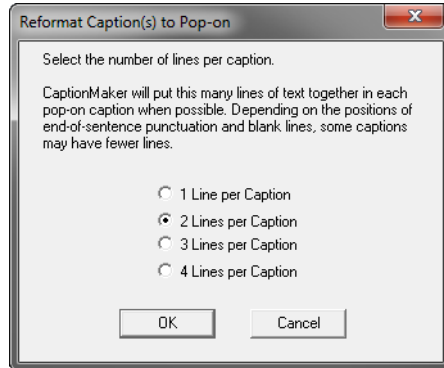 Reformat Caption(s) to Pop-on
Select the number of lines per caption.
CaptionMaker will put this many lines of text together in each
pop-on caption when possible. Depending on the positions of
end-of-sentence punctuation and blank lines, some captions
may have fewer lines.
1 Line per Caption
2 Lines per Caption
3 Lines per Caption
4 Lines per Caption
OK
Cancel